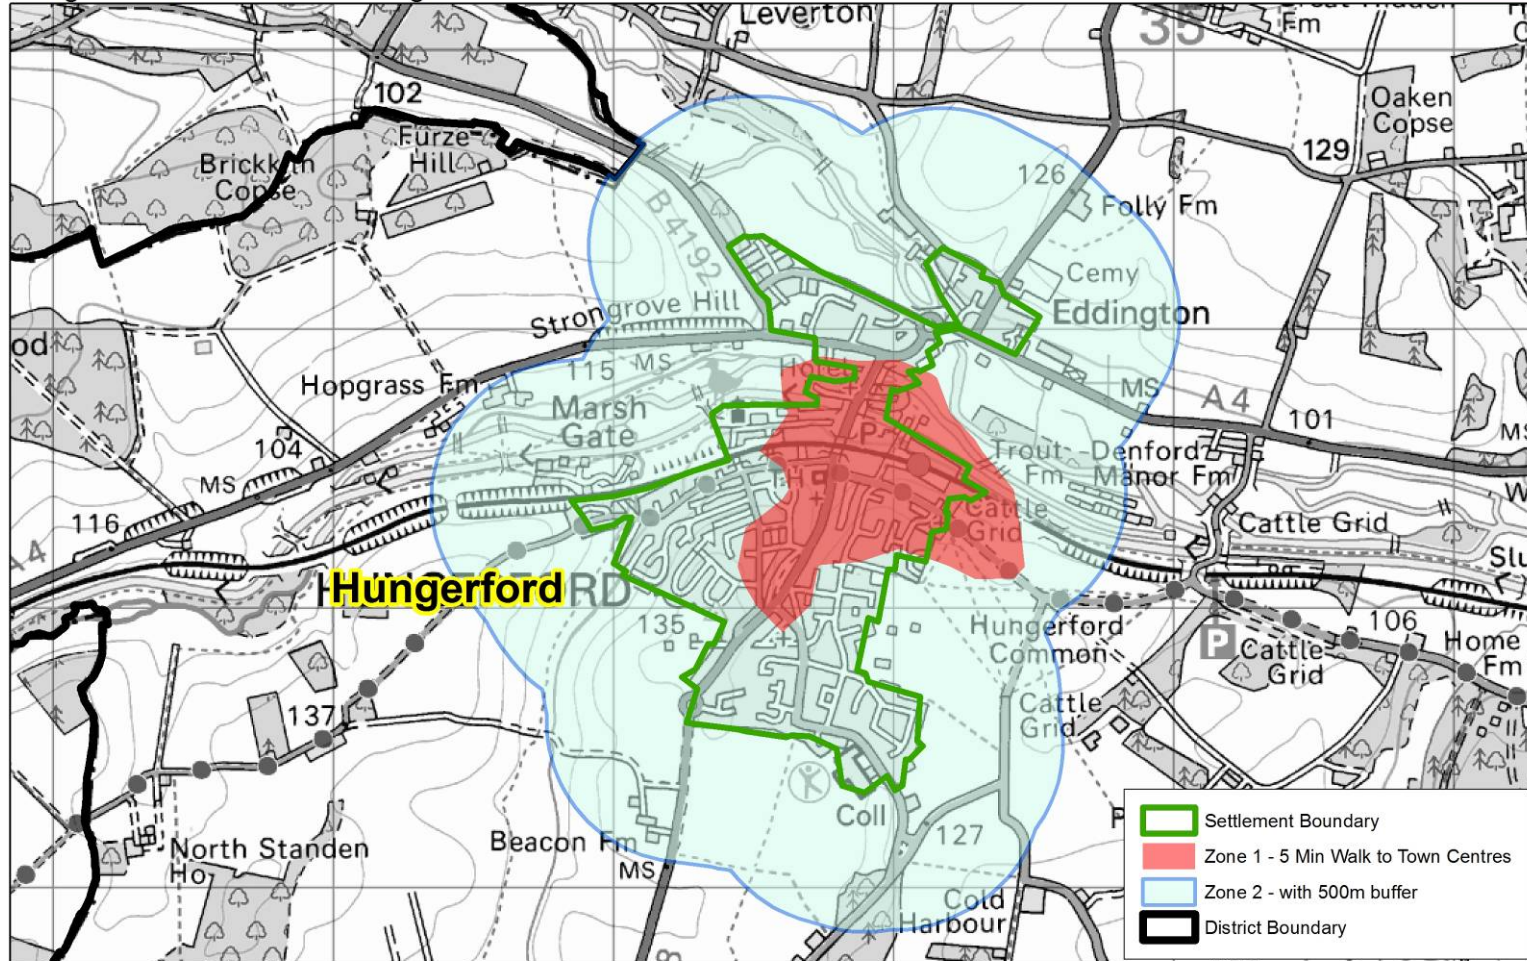 Leverton
35
Fm
102
Furze
Hill
Oaken
Copse
Brickkiln
Copse
129
126
B4192
Folly Fm
Cemy
Eddington
Strongrove Hill
MS
Hotel
115
Hopgrass Fm
MS
A4
Marsh
Gate
101
P
104
Trout
Fm
Denford
Manor Fm
MS
TH
116
Cattle
Grid
Cattle Grid
A4
HUNGERFORD
Hungerford
135
Hungerford
Common
106
P
Cattle
Grid
Home
Fm
137
Cattle
Grid
Coll
127
Beacon Fm
MS
North Standen
Ho
Cold
Harbour
Settlement Boundary
Zone 1 - 5 Min Walk to Town Centres
Zone 2 - with 500m buffer
District Boundary